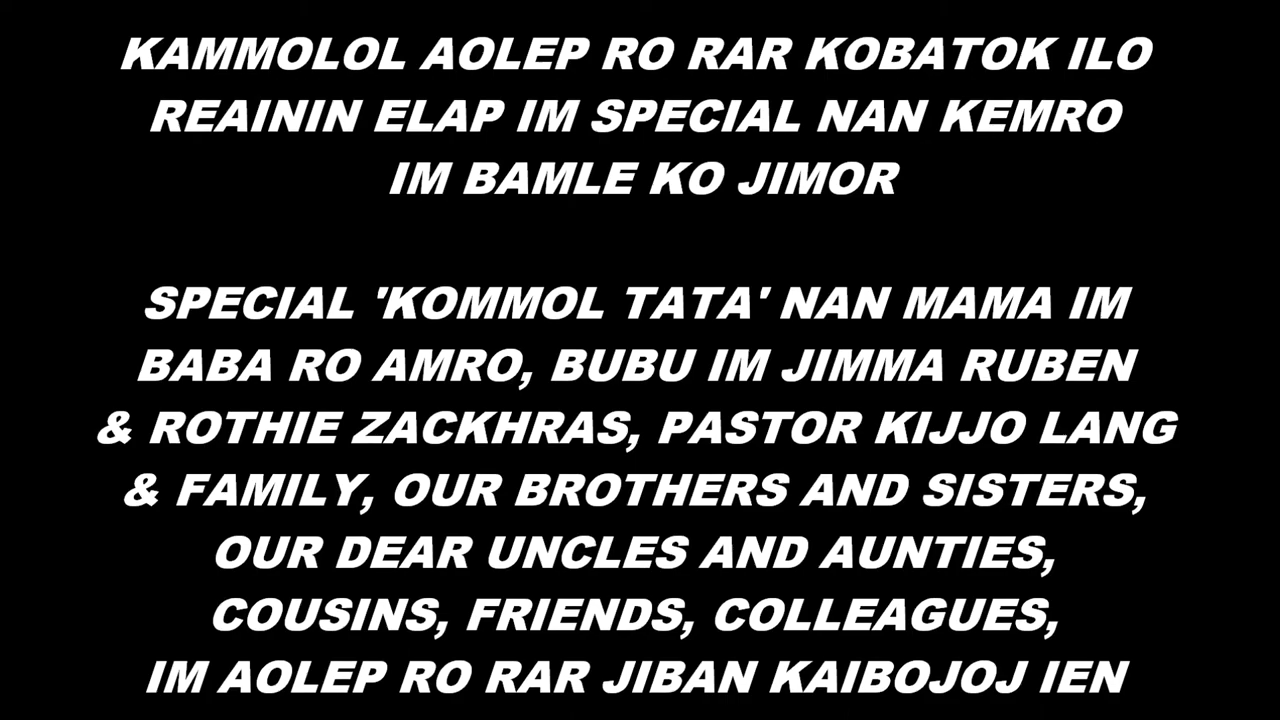 KAMMOLOL AOLEP RO RAR KOBATOK ILO
REAININ ELAP IM SPECIAL NAN KEMRO
IM BAMLE KO JIMOR
SPECIAL 'KOMMOL TATA' NAN MAMA IM
BABA RO AMRO, BUBU IM JIMMA RUBEN
& ROTHIE ZACKHRAS, PASTOR KIJJO LANG
& FAMILY, OUR BROTHERS AND SISTERS,
OUR DEAR UNCLES AND AUNTIES,
COUSINS, FRIENDS, COLLEAGUES,
IM AOLEP RO RAR JIBAN KAIBOJOJ IEN